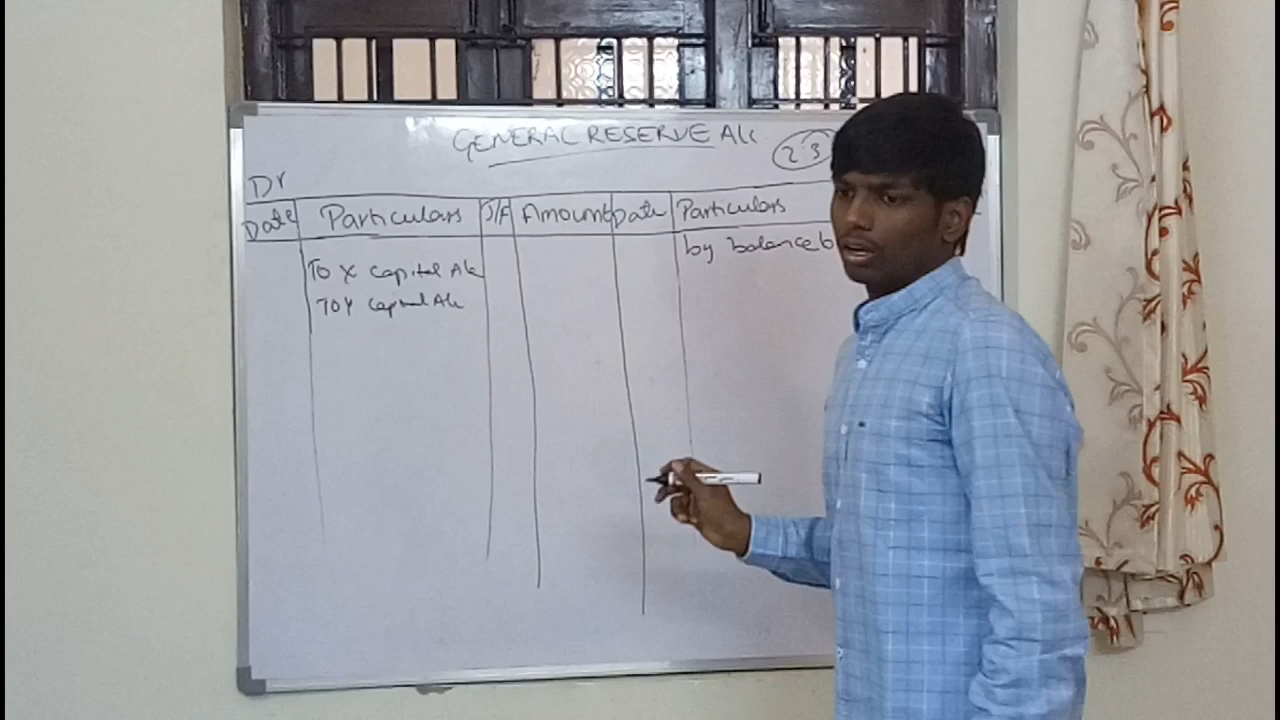 GENERAL RESERVE A/c
2:3
Dr
Date Particulars J/F Amount Date Particulars
by balance b
To X Capital A/c
To Y Capital A/c